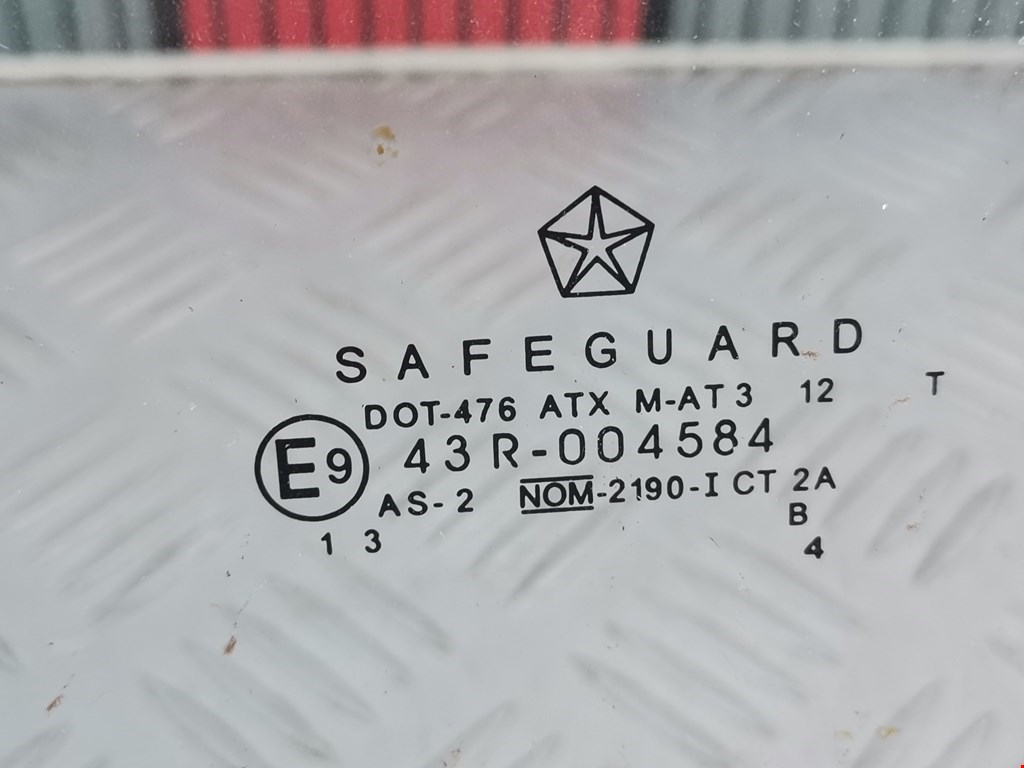 SAFEGUARD
DOT-476 ATX M-AT3 12 T
E9 43R-004584
AS-2 NOM-2190-I CT 2A
B
1 3 4